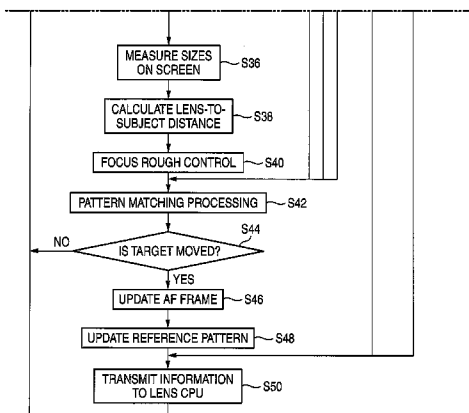 MEASURE SIZES
ON SCREEN
S36
CALCULATE LENS-TO-
SUBJECT DISTANCE
S38
FOCUS ROUGH CONTROL
S40
PATTERN MATCHING PROCESSING
S42
S44
NO
IS TARGET MOVED?
YES
UPDATE AF FRAME
S46
UPDATE REFERENCE PATTERN
S48
TRANSMIT INFORMATION
TO LENS CPU
S50